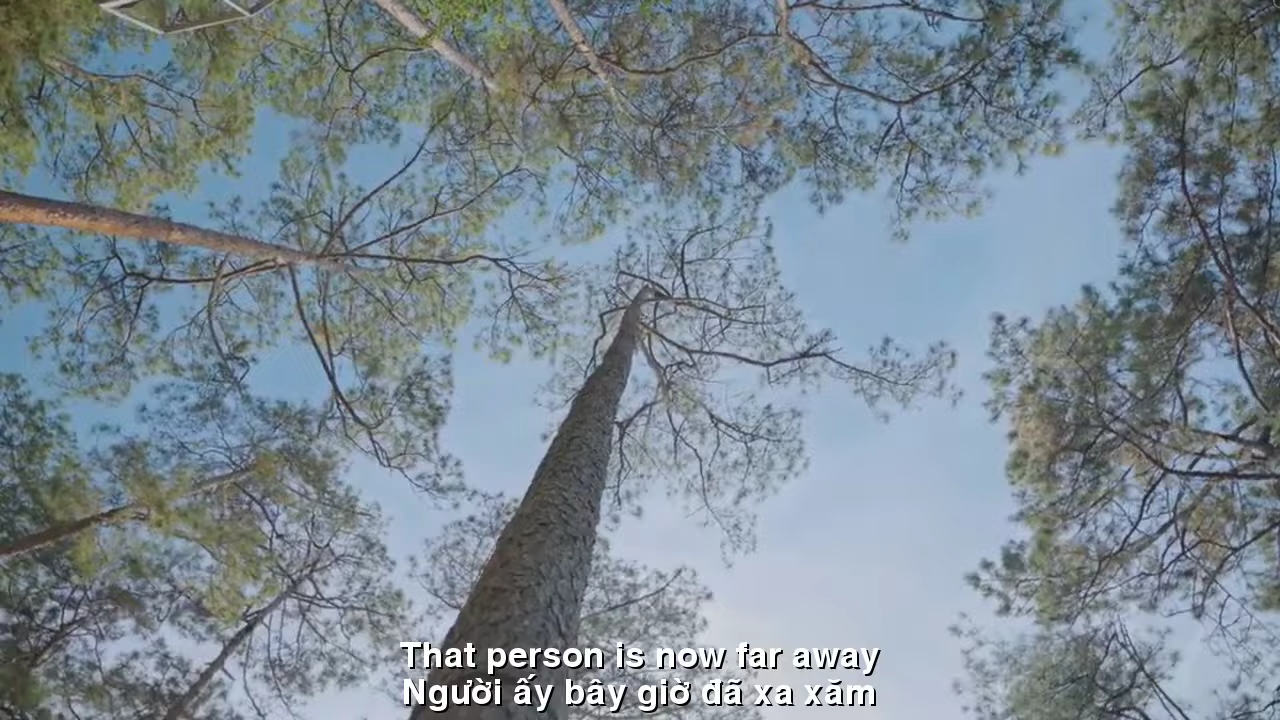 That person is now far away
Người ấy bây giờ đã xa xăm